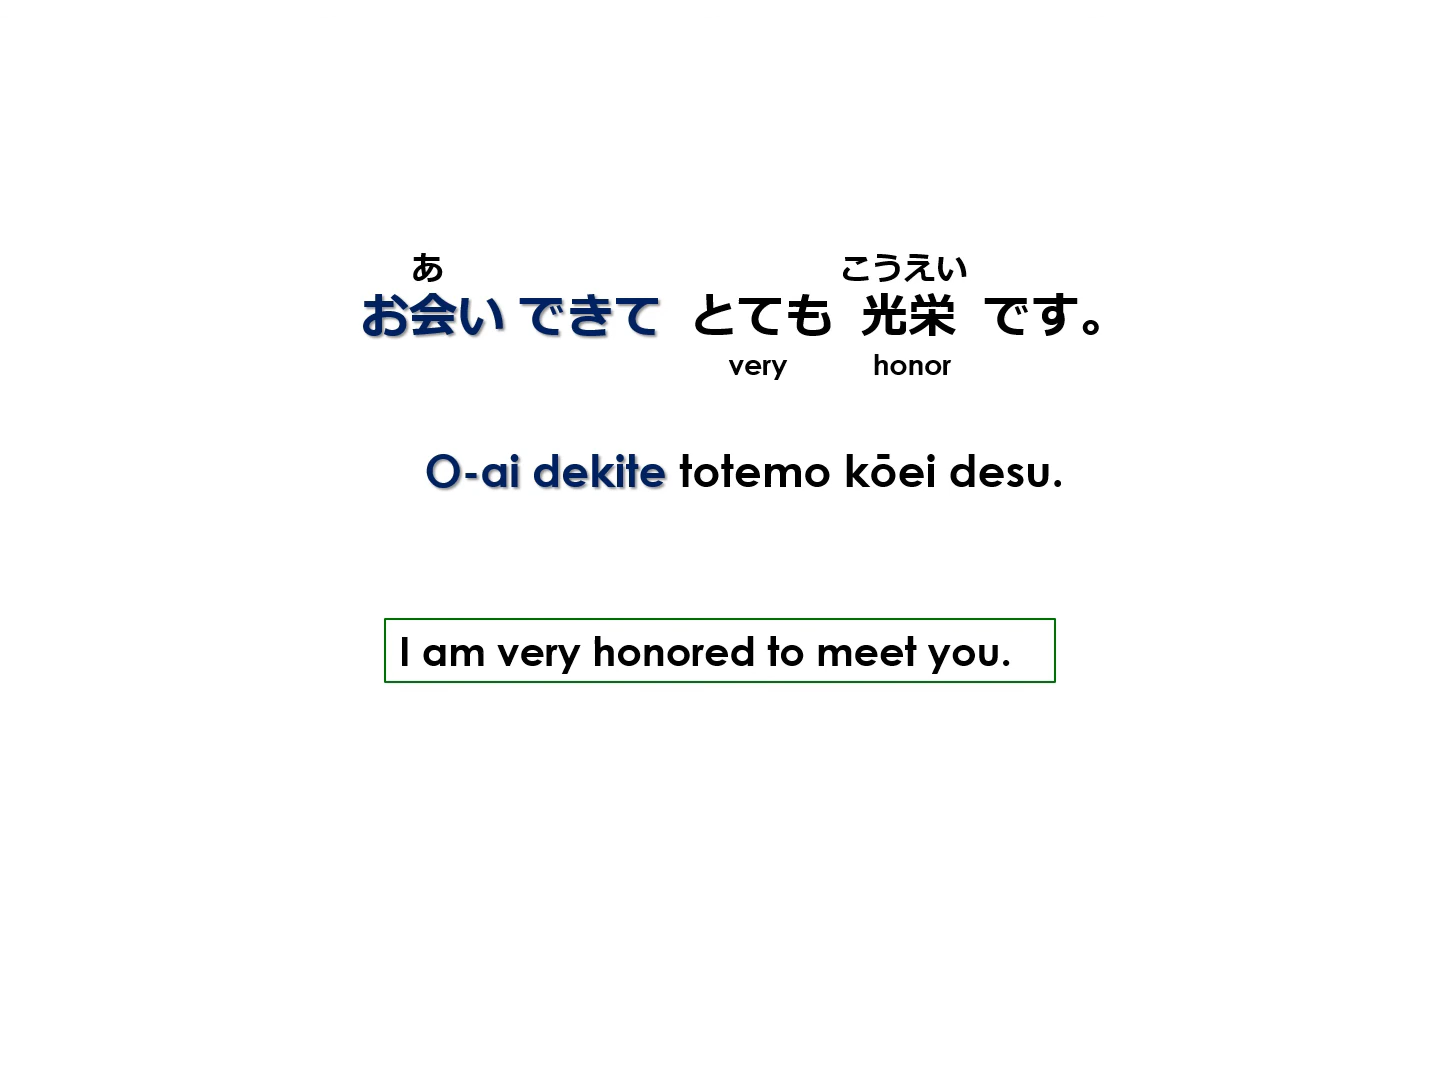 あ こうえい
お会い できて とても 光栄 です。
very honor
O-ai dekite totemo kōei desu.
I am very honored to meet you.